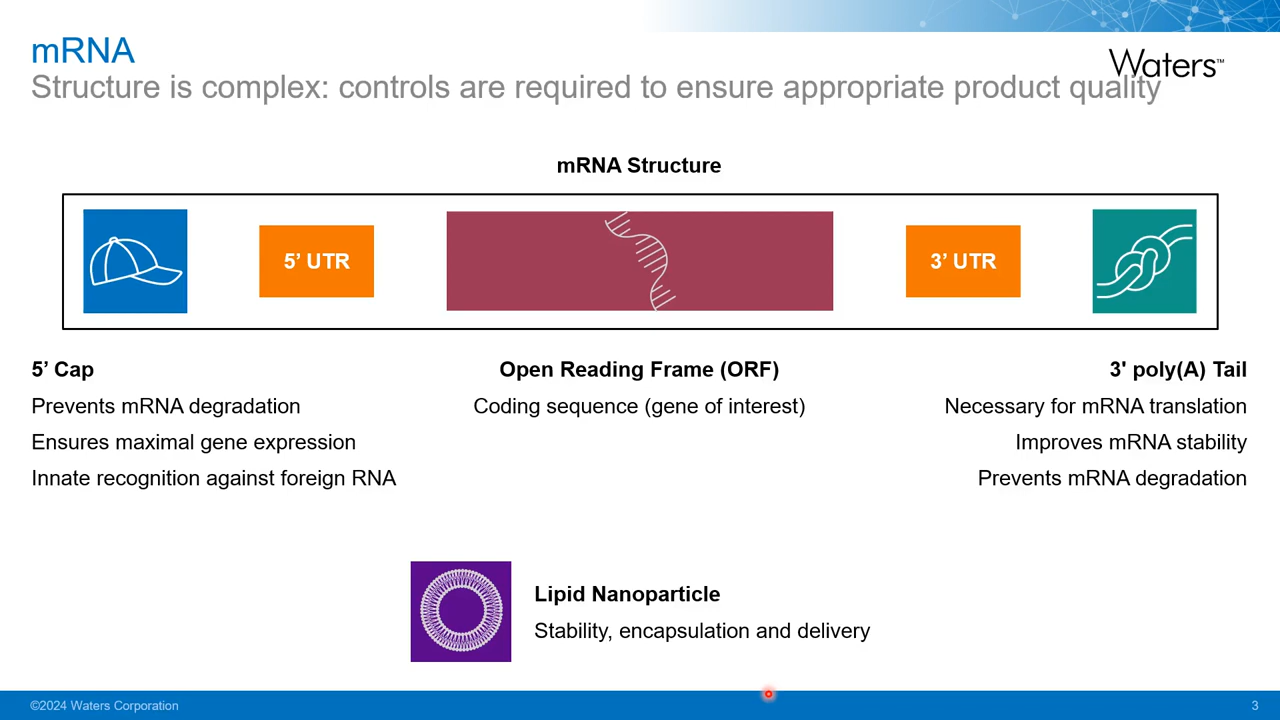 mRNA
Waters™
Structure is complex: controls are required to ensure appropriate product quality
mRNA Structure
5’ UTR
3’ UTR
5’ Cap
Prevents mRNA degradation
Ensures maximal gene expression
Innate recognition against foreign RNA
Open Reading Frame (ORF)
Coding sequence (gene of interest)
3' poly(A) Tail
Necessary for mRNA translation
Improves mRNA stability
Prevents mRNA degradation
Lipid Nanoparticle
Stability, encapsulation and delivery
©2024 Waters Corporation
3